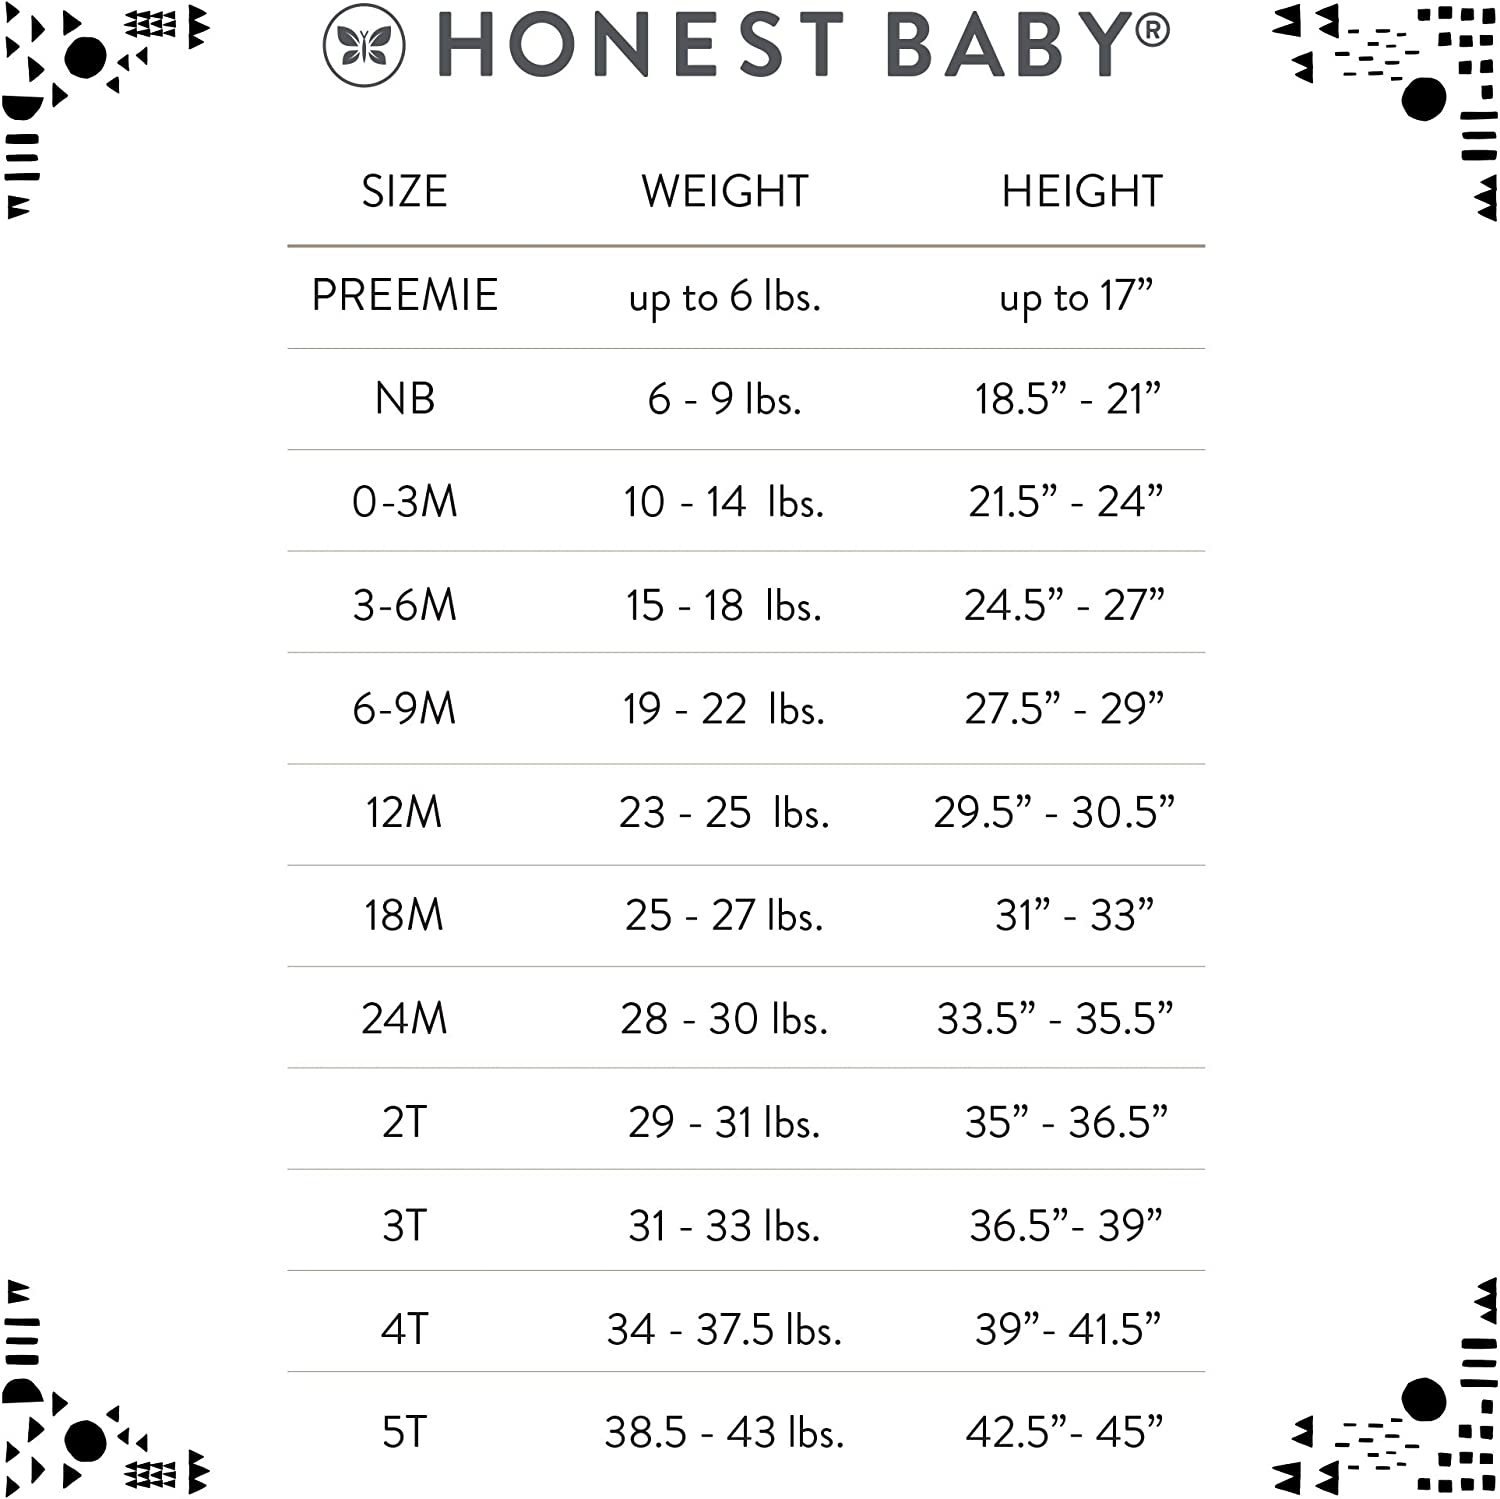 HONEST BABY®
SIZE WEIGHT HEIGHT
PREEMIE up to 6 lbs. up to 17”
NB 6 - 9 lbs. 18.5” - 21”
0-3M 10 - 14 lbs. 21.5” - 24”
3-6M 15 - 18 lbs. 24.5” - 27”
6-9M 19 - 22 lbs. 27.5” - 29”
12M 23 - 25 lbs. 29.5” - 30.5”
18M 25 - 27 lbs. 31” - 33”
24M 28 - 30 lbs. 33.5” - 35.5”
2T 29 - 31 lbs. 35” - 36.5”
3T 31 - 33 lbs. 36.5”- 39”
4T 34 - 37.5 lbs. 39”- 41.5”
5T 38.5 - 43 lbs. 42.5”- 45”